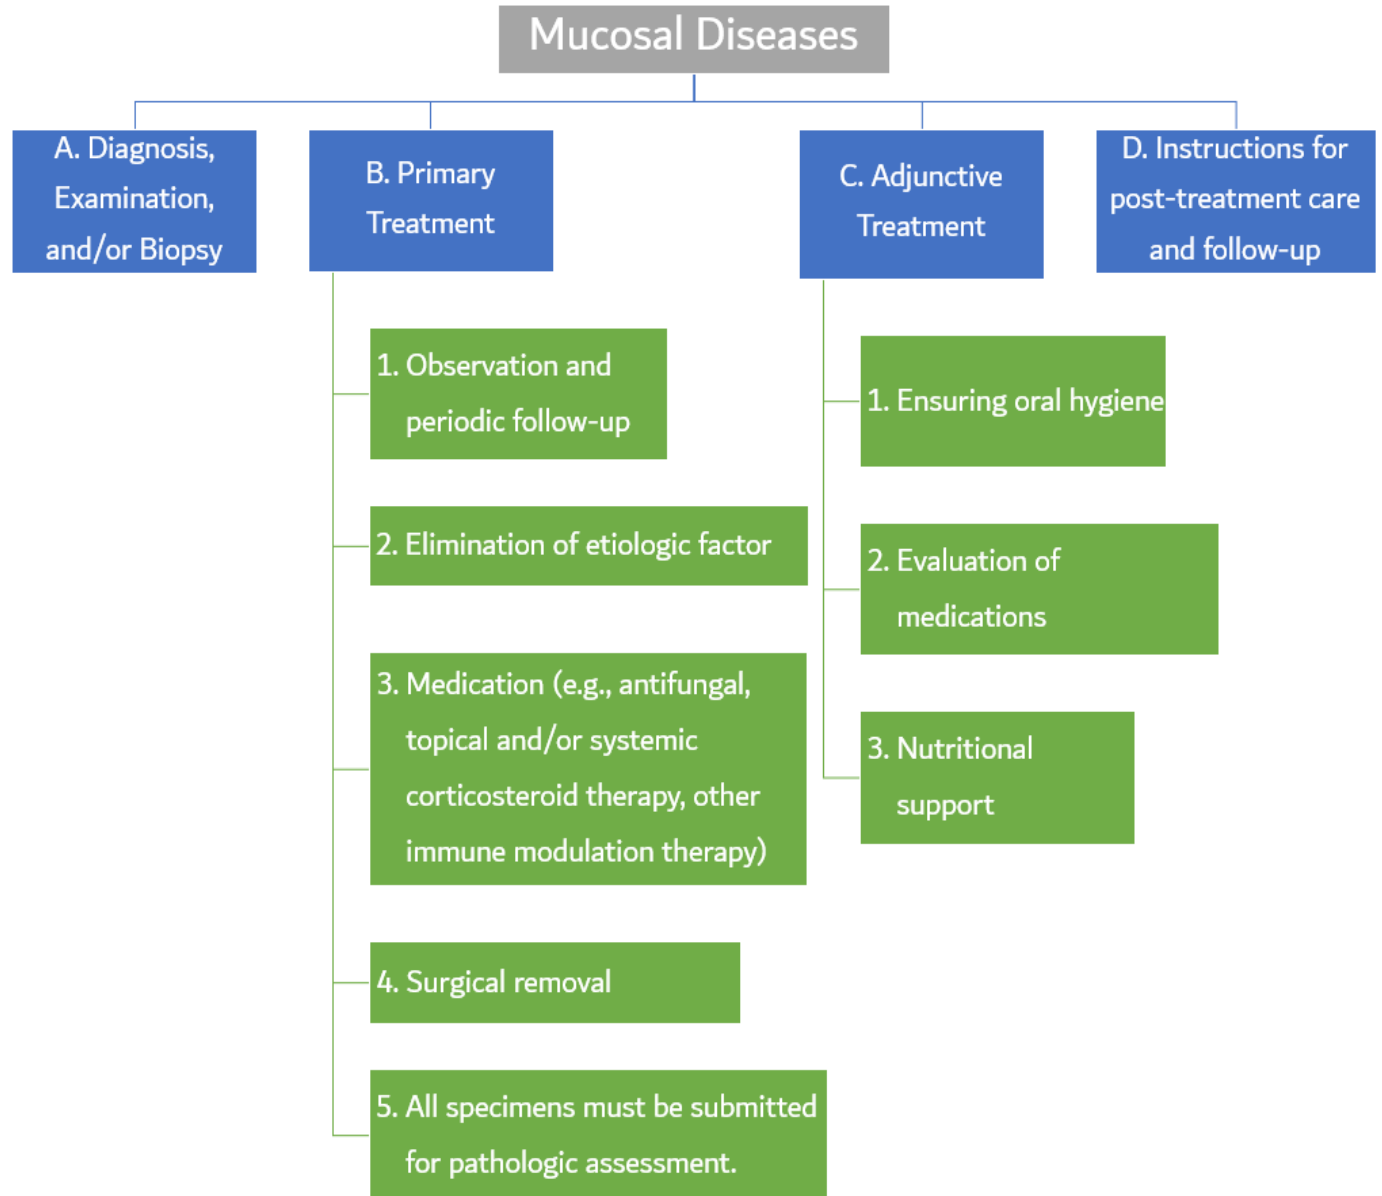 Mucosal Diseases
A. Diagnosis,
Examination,
and/or Biopsy
B. Primary
Treatment
1. Observation and
periodic follow-up
2. Elimination of etiologic factor
3. Medication (e.g., antifungal,
topical and/or systemic
corticosteroid therapy, other
immune modulation therapy)
4. Surgical removal
5. All specimens must be submitted
for pathologic assessment.
C. Adjunctive
Treatment
1. Ensuring oral hygiene
2. Evaluation of
medications
3. Nutritional
support
D. Instructions for
post-treatment care
and follow-up